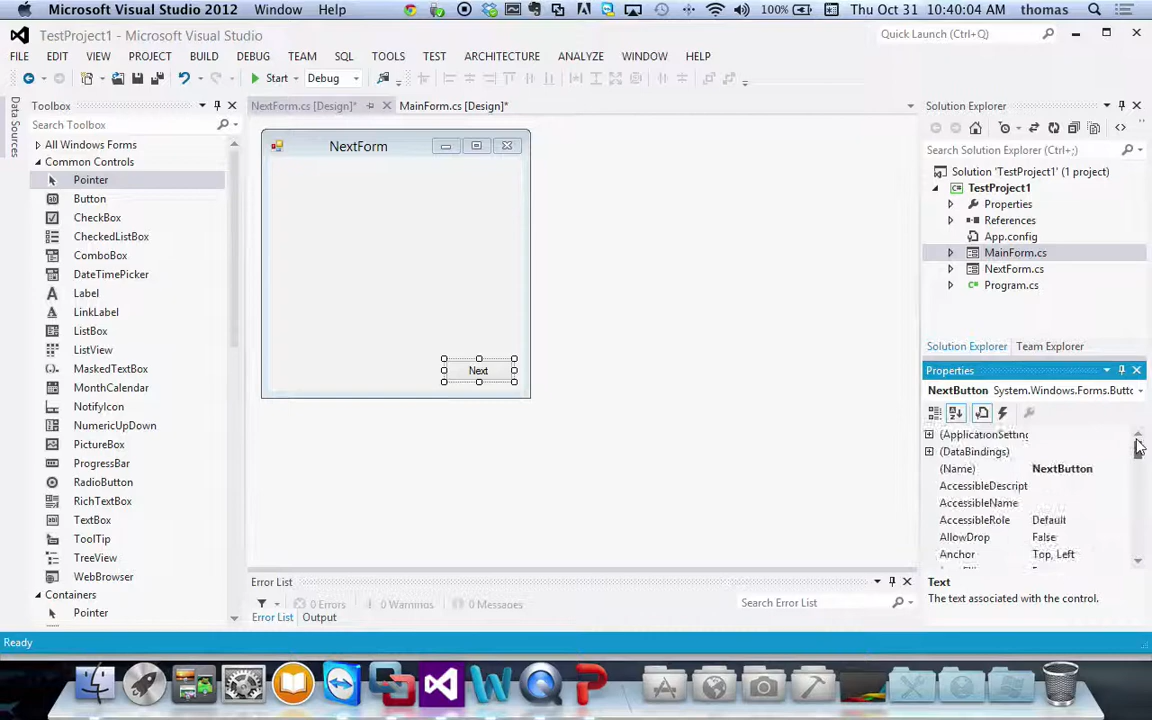 Microsoft Visual Studio 2012 Window Help 100% Thu Oct 31 10:40:04 AM thomas
TestProject1 - Microsoft Visual Studio
Quick Launch (Ctrl+Q)
FILE EDIT VIEW PROJECT BUILD DEBUG TEAM SQL TOOLS TEST ARCHITECTURE ANALYZE WINDOW HELP
Start Debug
Data Sources
Toolbox
Search Toolbox
All Windows Forms
Common Controls
Pointer
Button
CheckBox
CheckedListBox
ComboBox
DateTimePicker
Label
LinkLabel
ListBox
ListView
MaskedTextBox
MonthCalendar
NotifyIcon
NumericUpDown
PictureBox
ProgressBar
RadioButton
RichTextBox
TextBox
ToolTip
TreeView
WebBrowser
Containers
Pointer
NextForm.cs [Design]* MainForm.cs [Design]*
NextForm
Next
Error List
0 Errors 0 Warnings 0 Messages
Search Error List
Error List Output
Solution Explorer
Search Solution Explorer (Ctrl+;)
Solution 'TestProject1' (1 project)
TestProject1
Properties
References
App.config
MainForm.cs
NextForm.cs
Program.cs
Solution Explorer Team Explorer
Properties
NextButton System.Windows.Forms.Butto
(ApplicationSetting
(DataBindings)
(Name) NextButton
AccessibleDescript
AccessibleName
AccessibleRole Default
AllowDrop False
Anchor Top, Left
Text
The text associated with the control.
Ready